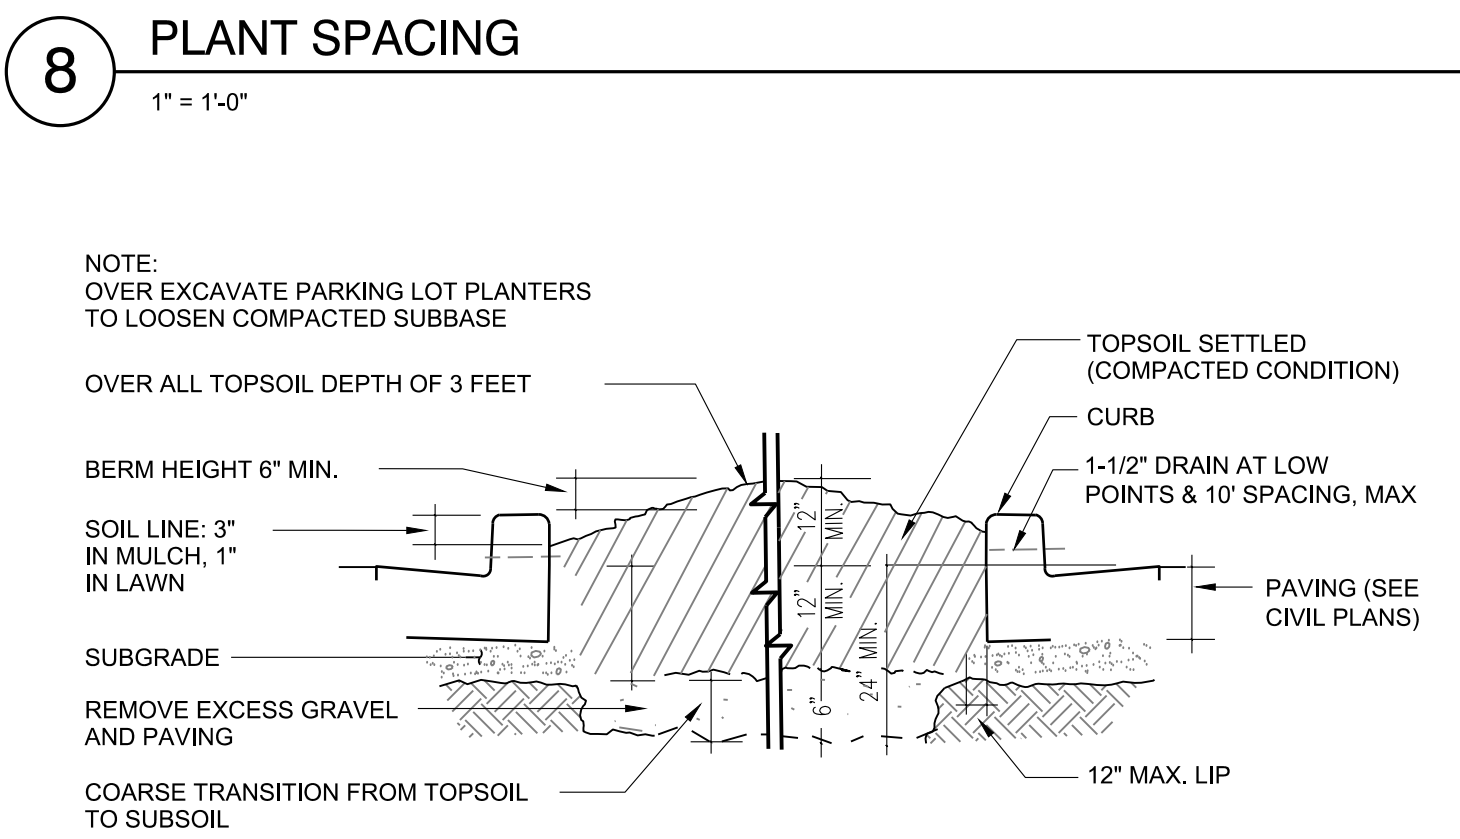 8
PLANT SPACING
1" = 1'-0"
NOTE:
OVER EXCAVATE PARKING LOT PLANTERS
TO LOOSEN COMPACTED SUBBASE
OVER ALL TOPSOIL DEPTH OF 3 FEET
BERM HEIGHT 6" MIN.
SOIL LINE: 3"
IN MULCH, 1"
IN LAWN
SUBGRADE
REMOVE EXCESS GRAVEL
AND PAVING
COARSE TRANSITION FROM TOPSOIL
TO SUBSOIL
12"
MIN.
12"
MIN.
6"
24" MIN.
TOPSOIL SETTLED
(COMPACTED CONDITION)
CURB
1-1/2" DRAIN AT LOW
POINTS & 10' SPACING, MAX
PAVING (SEE
CIVIL PLANS)
12" MAX. LIP